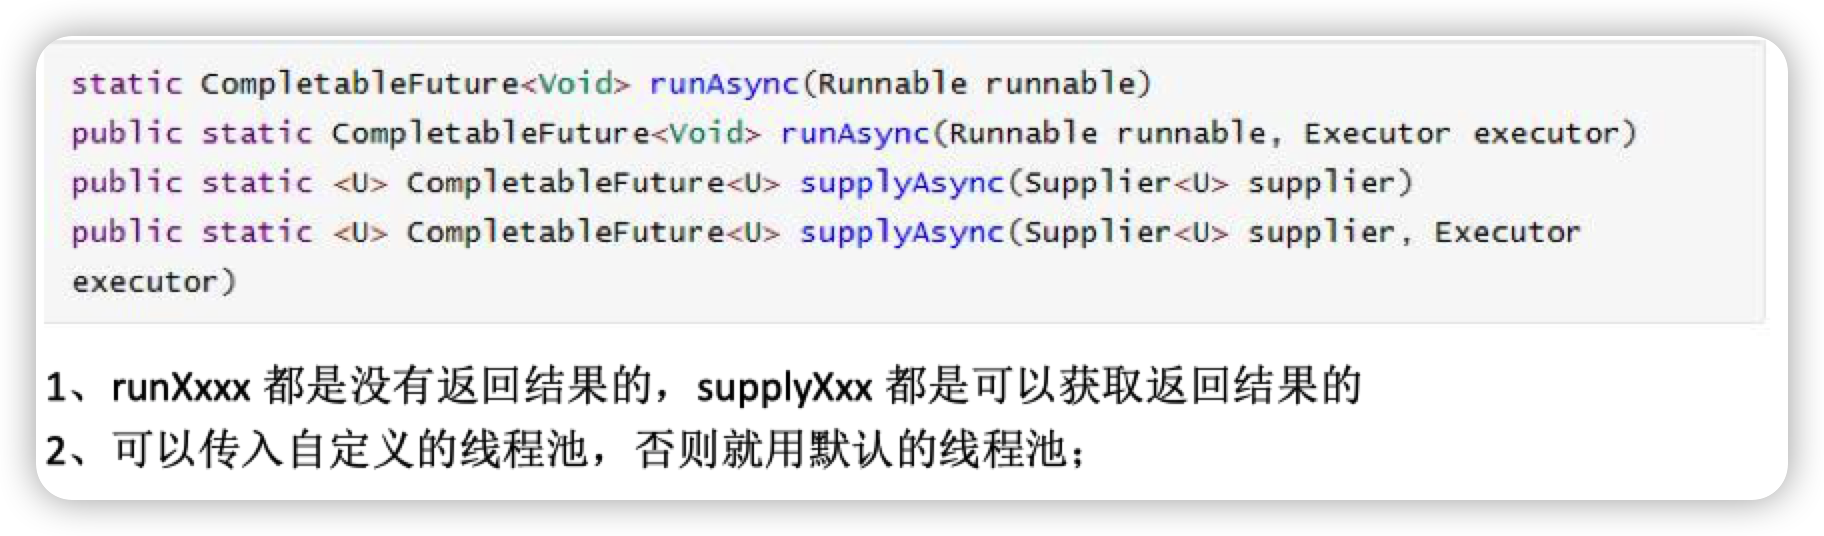 static CompletableFuture<Void> runAsync(Runnable runnable)
public static CompletableFuture<Void> runAsync(Runnable runnable, Executor executor)
public static <U> CompletableFuture<U> supplyAsync(Supplier<U> supplier)
public static <U> CompletableFuture<U> supplyAsync(Supplier<U> supplier, Executor
executor)
1、runXxxx 都是没有返回结果的，supplyXxx 都是可以获取返回结果的
2、可以传入自定义的线程池，否则就用默认的线程池；